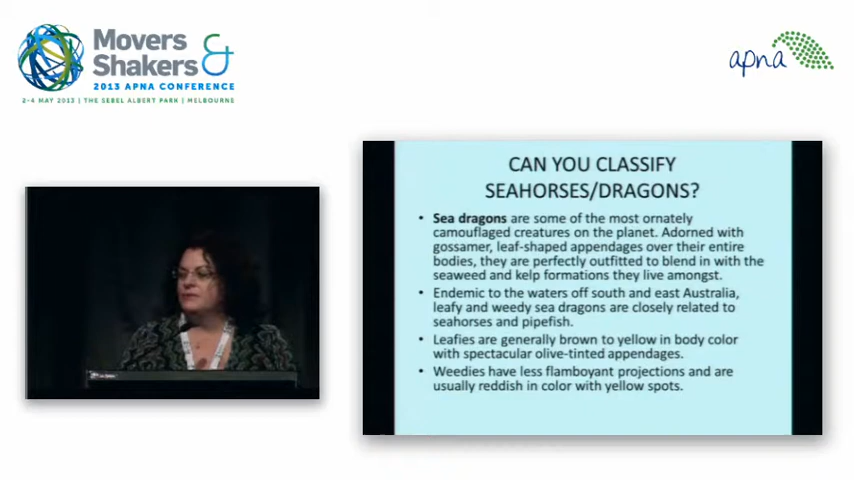 Movers
Shakers &
2013 APNA CONFERENCE
2-4 MAY 2013 | THE SEBEL ALBERT PARK | MELBOURNE
apna
CAN YOU CLASSIFY
SEAHORSES/DRAGONS?
• Sea dragons are some of the most ornately
camouflaged creatures on the planet. Adorned with
gossamer, leaf-shaped appendages over their entire
bodies, they are perfectly outfitted to blend in with the
seaweed and kelp formations they live amongst.
• Endemic to the waters off south and east Australia,
leafy and weedy sea dragons are closely related to
seahorses and pipefish.
• Leafies are generally brown to yellow in body color
with spectacular olive-tinted appendages.
• Weedies have less flamboyant projections and are
usually reddish in color with yellow spots.